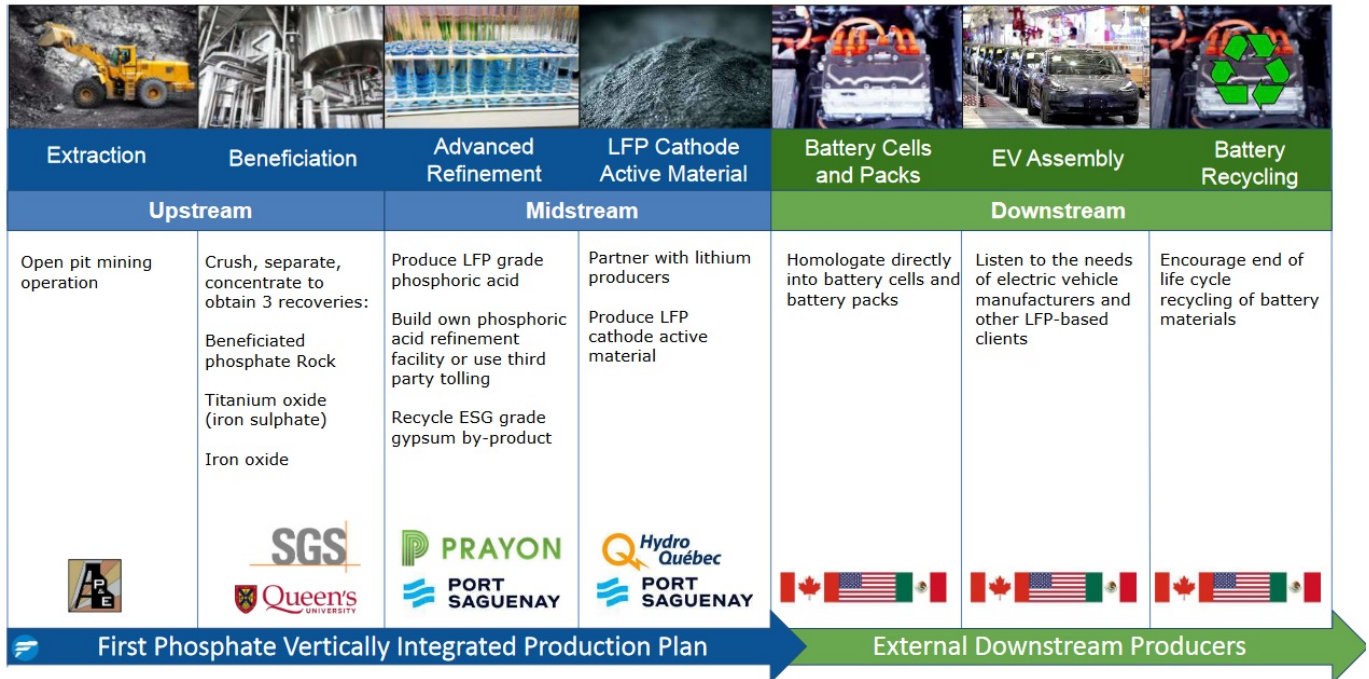 Extraction
Beneficiation
Advanced
Refinement
LFP Cathode
Active Material
Battery Cells
and Packs
EV Assembly
Battery
Recycling
Upstream
Midstream
Downstream
Open pit mining
operation
Crush, separate,
concentrate to
obtain 3 recoveries:
Beneficiated
phosphate Rock
Titanium oxide
(iron sulphate)
Iron oxide
Produce LFP grade
phosphoric acid
Build own phosphoric
acid refinement
facility or use third
party tolling
Recycle ESG grade
gypsum by-product
Partner with lithium
producers
Produce LFP
cathode active
material
Homologate directly
into battery cells and
battery packs
Listen to the needs
of electric vehicle
manufacturers and
other LFP-based
clients
Encourage end of
life cycle
recycling of battery
materials
A P&E
SGS
Queen's
UNIVERSITY
PRAYON
PORT
SAGUENAY
Hydro
Québec
PORT
SAGUENAY
First Phosphate Vertically Integrated Production Plan
External Downstream Producers